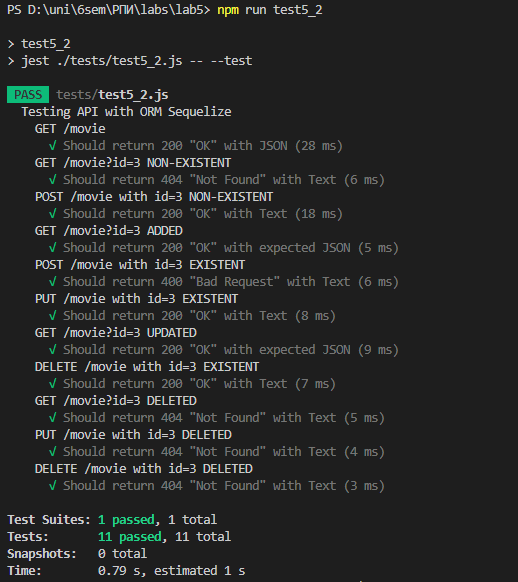 PS D:\uni\6sem\РПИ\labs\lab5> npm run test5_2
> test5_2
> jest ./tests/test5_2.js -- --test
PASS tests/test5_2.js
Testing API with ORM Sequelize
GET /movie
√ Should return 200 "OK" with JSON (28 ms)
GET /movie?id=3 NON-EXISTENT
√ Should return 404 "Not Found" with Text (6 ms)
POST /movie with id=3 NON-EXISTENT
√ Should return 200 "OK" with Text (18 ms)
GET /movie?id=3 ADDED
√ Should return 200 "OK" with expected JSON (5 ms)
POST /movie with id=3 EXISTENT
√ Should return 400 "Bad Request" with Text (6 ms)
PUT /movie with id=3 EXISTENT
√ Should return 200 "OK" with Text (8 ms)
GET /movie?id=3 UPDATED
√ Should return 200 "OK" with expected JSON (9 ms)
DELETE /movie with id=3 EXISTENT
√ Should return 200 "OK" with Text (7 ms)
GET /movie?id=3 DELETED
√ Should return 404 "Not Found" with Text (5 ms)
PUT /movie with id=3 DELETED
√ Should return 404 "Not Found" with Text (4 ms)
DELETE /movie with id=3 DELETED
√ Should return 404 "Not Found" with Text (3 ms)
Test Suites: 1 passed, 1 total
Tests: 11 passed, 11 total
Snapshots: 0 total
Time: 0.79 s, estimated 1 s